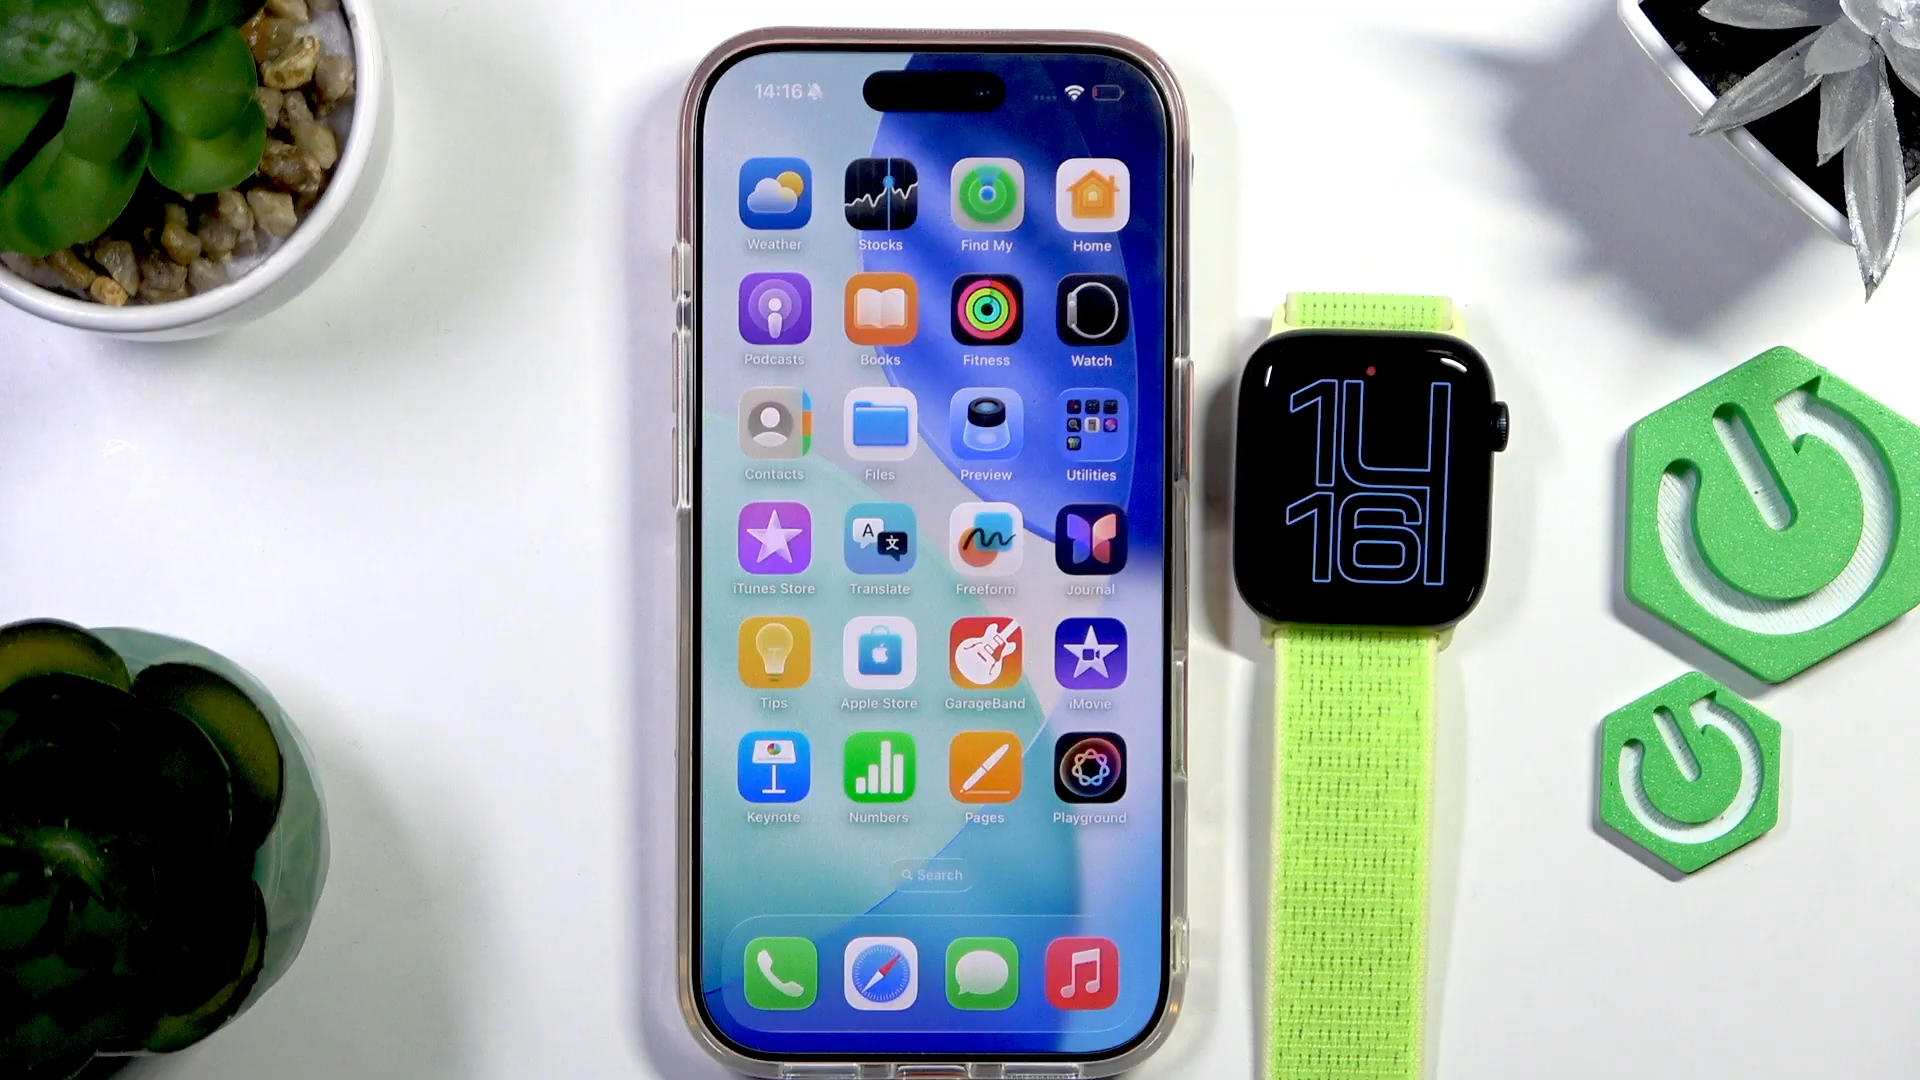 14:16
Weather Stocks Find My Home
Podcasts Books Fitness Watch
Contacts Files Preview Utilities
iTunes Store Translate Freeform Journal
A
文
Tips Apple Store GarageBand iMovie
Keynote Numbers Pages Playground
Search
14
16